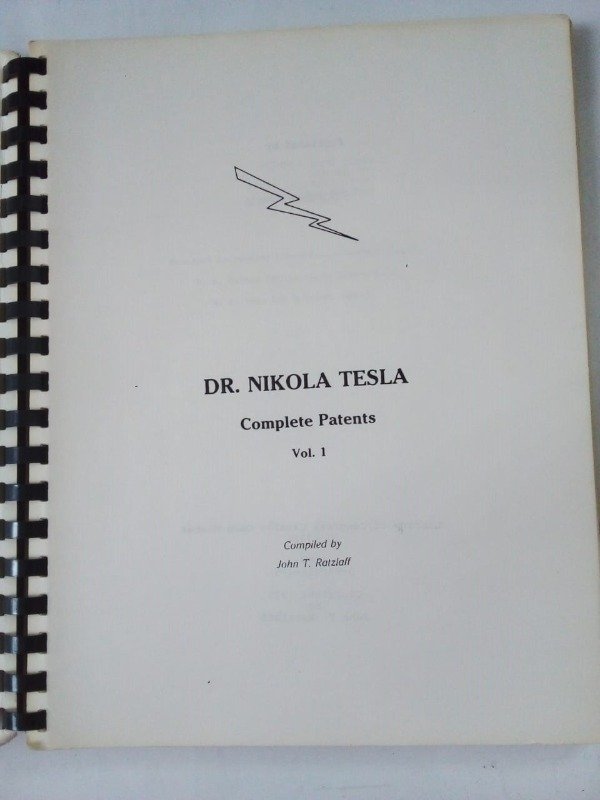 DR. NIKOLA TESLA
Complete Patents
Vol. 1
Compiled by
John T. Ratzlaff